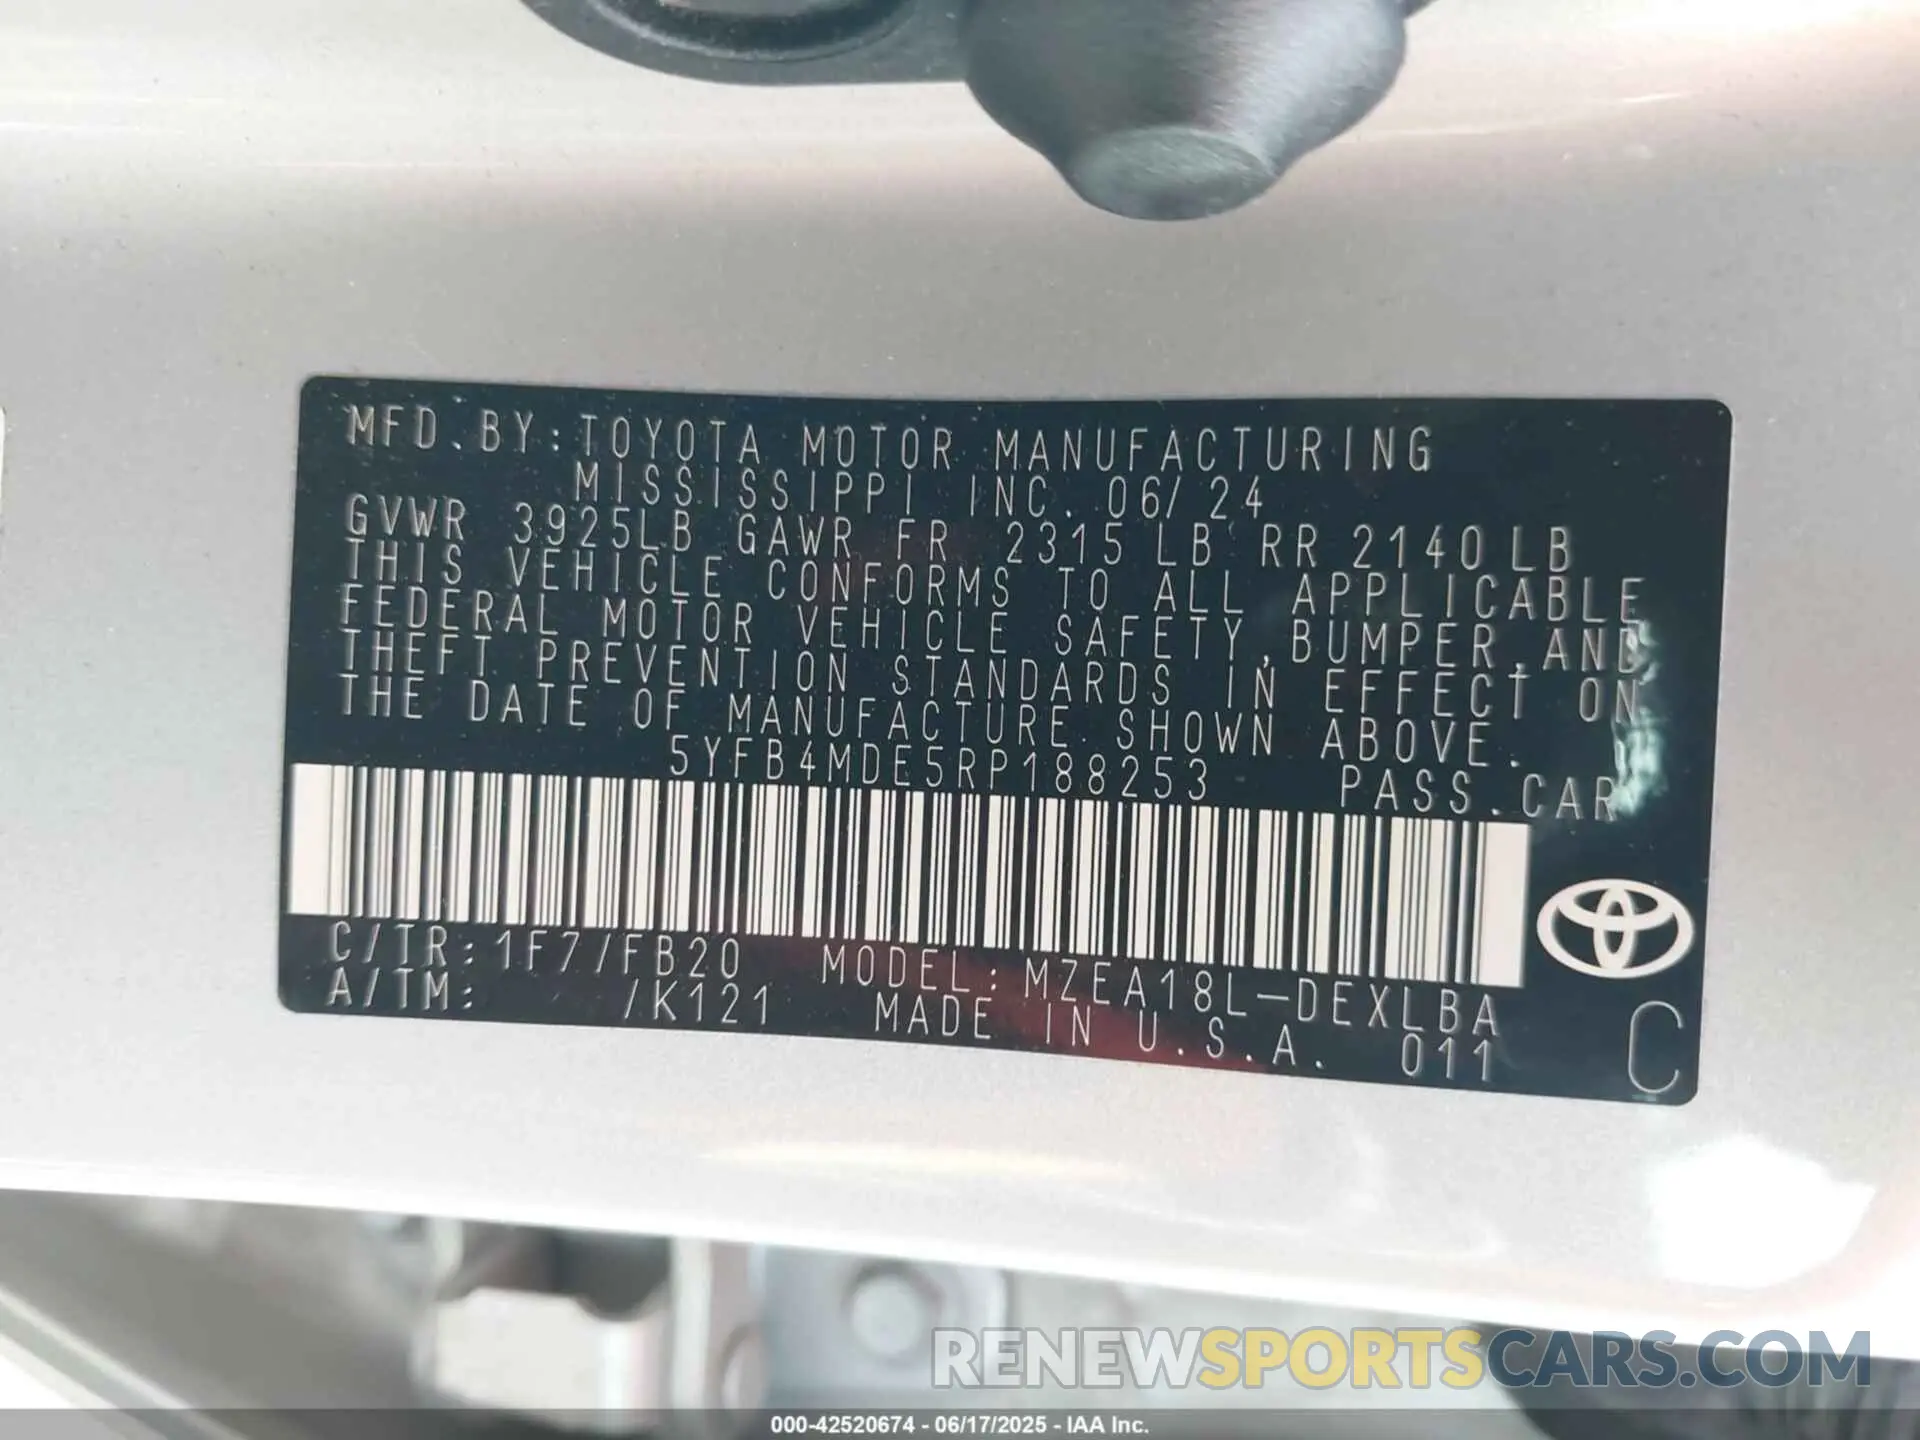 MFD.BY:TOYOTA MOTOR MANUFACTURING
MISSISSIPPI INC. 06/24
GVWR 3925LB GAWR FR 2315LB RR 2140LB
THIS VEHICLE CONFORMS TO ALL APPLICABLE
FEDERAL MOTOR VEHICLE SAFETY,BUMPER,AND
THEFT PREVENTION STANDARDS IN EFFECT ON
THE DATE OF MANUFACTURE SHOWN ABOVE.
5YFB4MDE5RP188253 PASS.CAR
C/TR:1F7/FB20 MODEL:MZEA18L-DEXLBA
A/TM: /K121 MADE IN U.S.A. 011
C
RENEWSPORTSCARS.COM
000-42520674 - 06/17/2025 - IAA Inc.